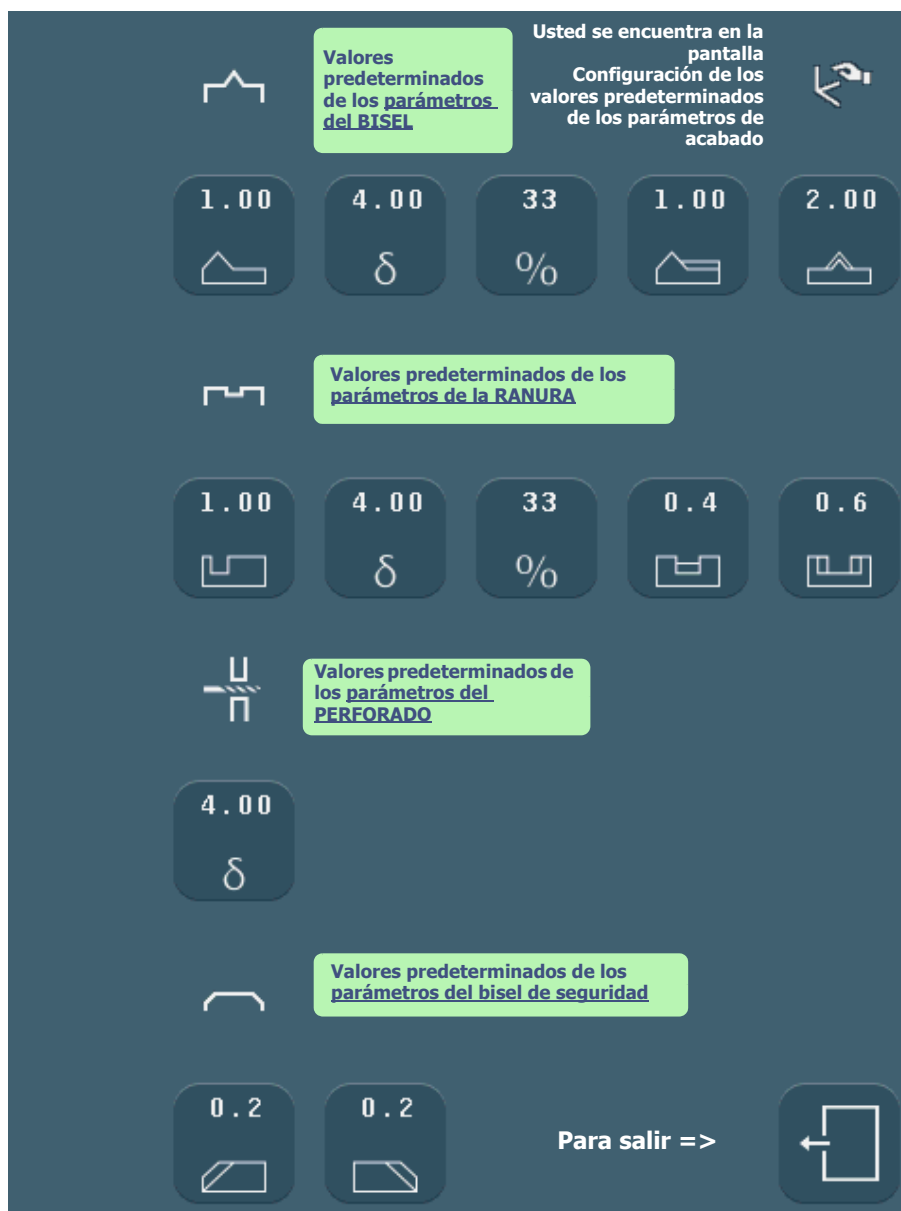 Valores
predeterminados
de los parámetros
del BISEL
Usted se encuentra en la
pantalla
Configuración de los
valores predeterminados
de los parámetros de
acabado
1.00 4.00 33 1.00 2.00
δ %
Valores predeterminados de los
parámetros de la RANURA
1.00 4.00 33 0.4 0.6
δ %
Valores predeterminados de
los parámetros del
PERFORADO
4.00
δ
Valores predeterminados de los
parámetros del bisel de seguridad
0.2 0.2
Para salir =>